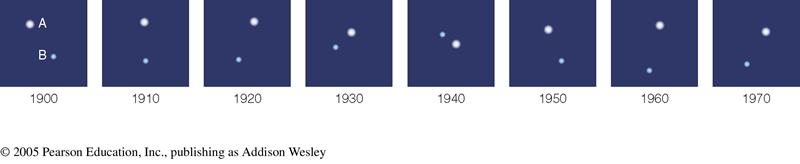 A
B
1900 1910 1920 1930 1940 1950 1960 1970
© 2005 Pearson Education, Inc., publishing as Addison Wesley